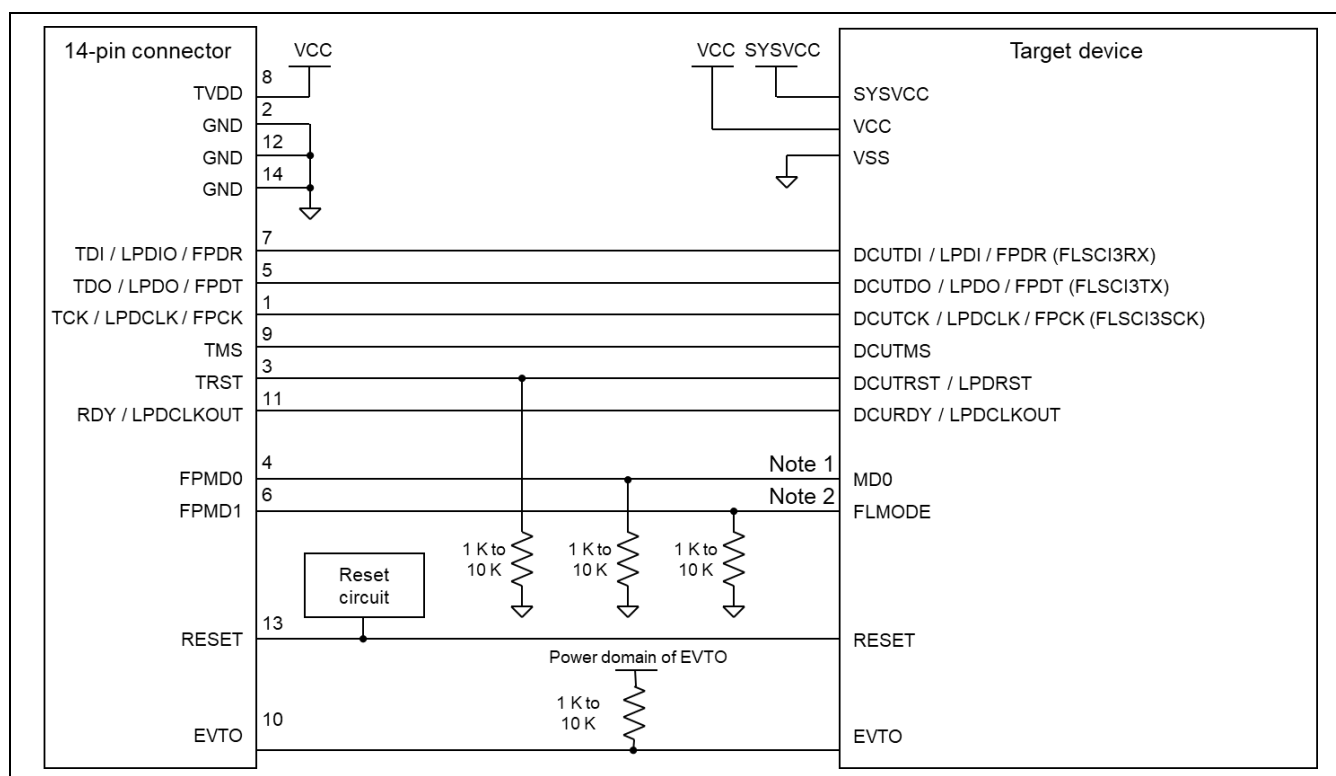 14-pin connector
VCC
VCC
SYSVCC
Target device
8
TVDD
SYSVCC
2
GND
VCC
12
GND
VSS
14
GND
7
TDI / LPDIO / FPDR
DCUTDI / LPDI / FPDR (FLSCI3RX)
5
TDO / LPDO / FPDT
DCUTDO / LPDO / FPDT (FLSCI3TX)
1
TCK / LPDCLK / FPCK
DCUTCK / LPDCLK / FPCK (FLSCI3SCK)
9
TMS
DCUTMS
3
TRST
DCUTRST / LPDRST
11
RDY / LPDCLKOUT
DCURDY / LPDCLKOUT
4
Note 1
FPMD0
MD0
6
Note 2
FPMD1
FLMODE
1 K to
10 K
1 K to
10 K
1 K to
10 K
Reset
circuit
13
RESET
RESET
Power domain of EVTO
1 K to
10 K
10
EVTO
EVTO